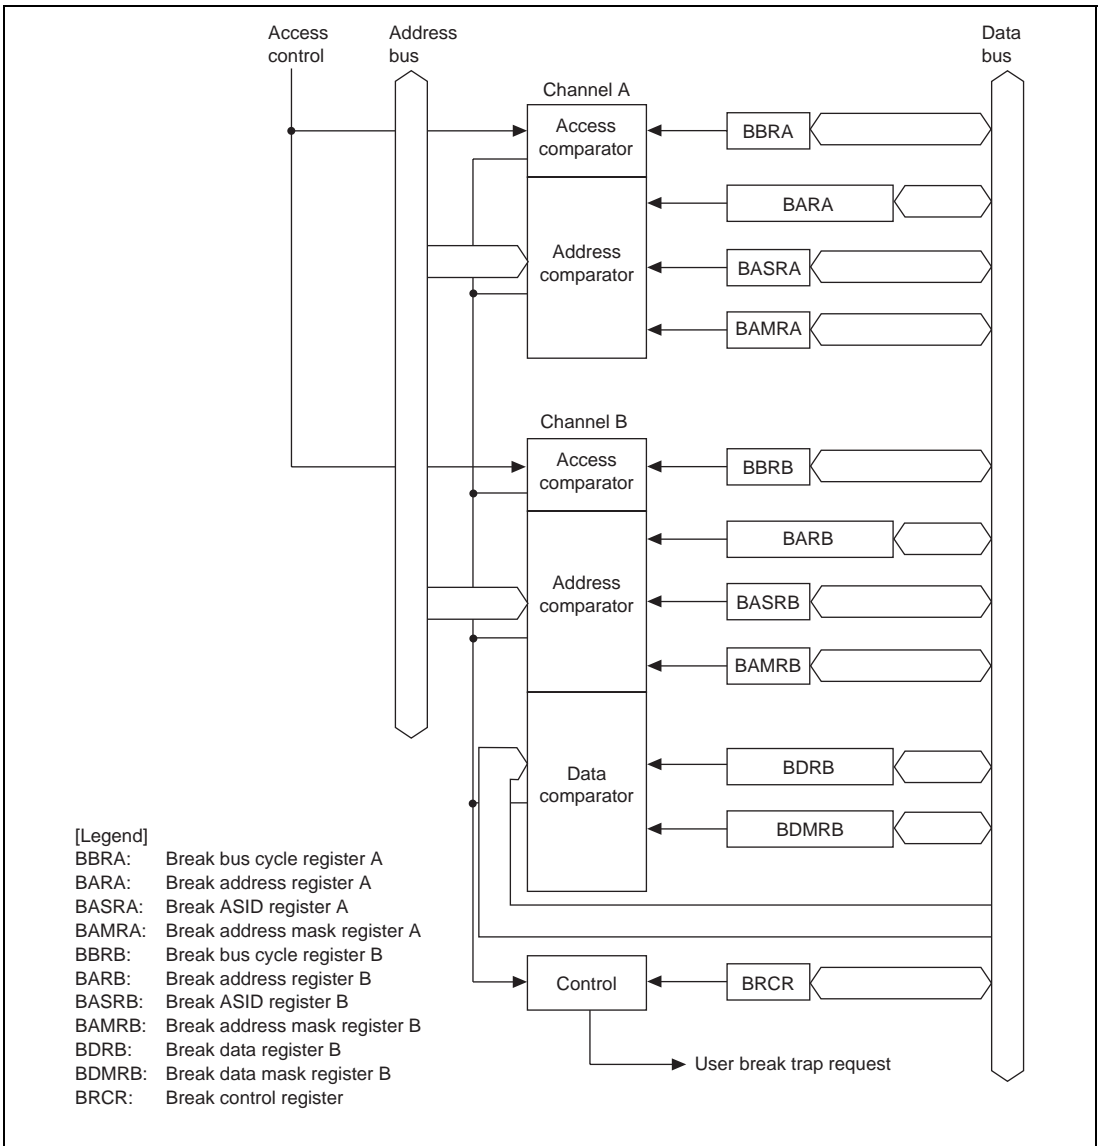 Access
control
Address
bus
Data
bus
Channel A
Access
comparator
BBRA
BARA
Address
comparator
BASRA
BAMRA
Channel B
Access
comparator
BBRB
BARB
Address
comparator
BASRB
BAMRB
Data
comparator
BDRB
BDMRB
Control
BRCR
User break trap request
[Legend]
BBRA: Break bus cycle register A
BARA: Break address register A
BASRA: Break ASID register A
BAMRA: Break address mask register A
BBRB: Break bus cycle register B
BARB: Break address register B
BASRB: Break ASID register B
BAMRB: Break address mask register B
BDRB: Break data register B
BDMRB: Break data mask register B
BRCR: Break control register